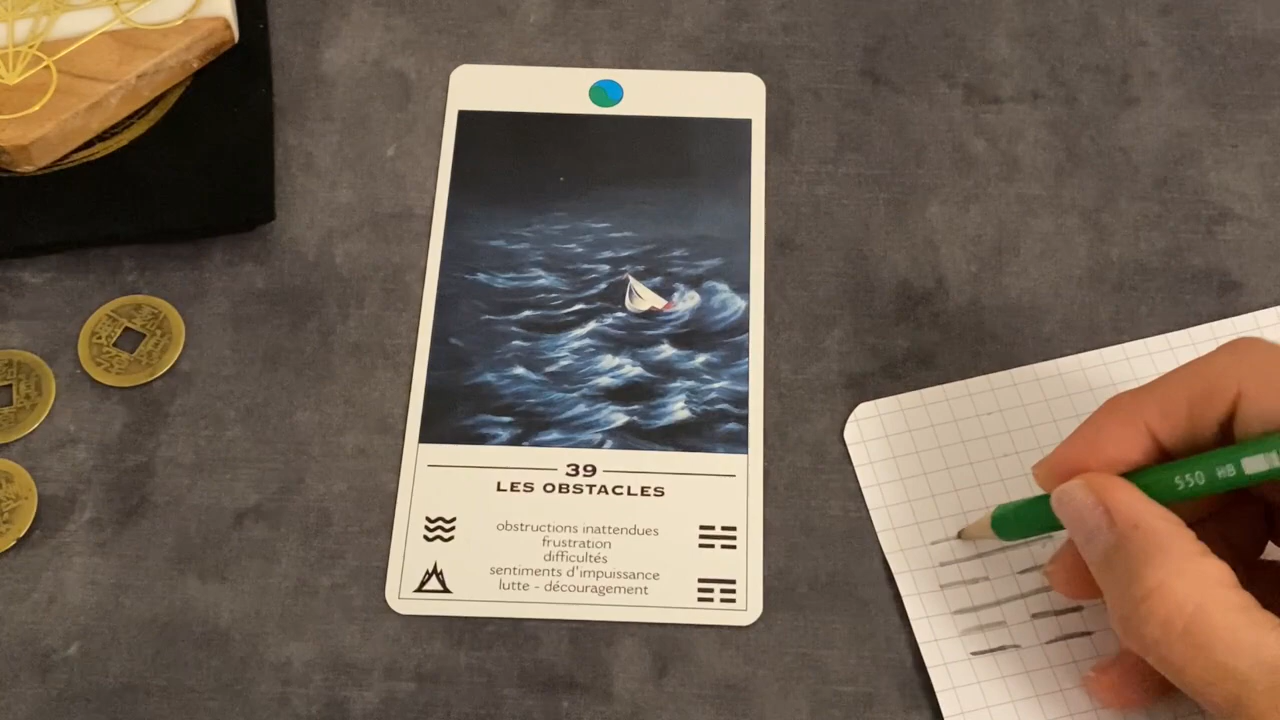 39
LES OBSTACLES
obstructions inattendues
frustration
difficultés
sentiments d'impuissance
lutte - découragement
550 HB